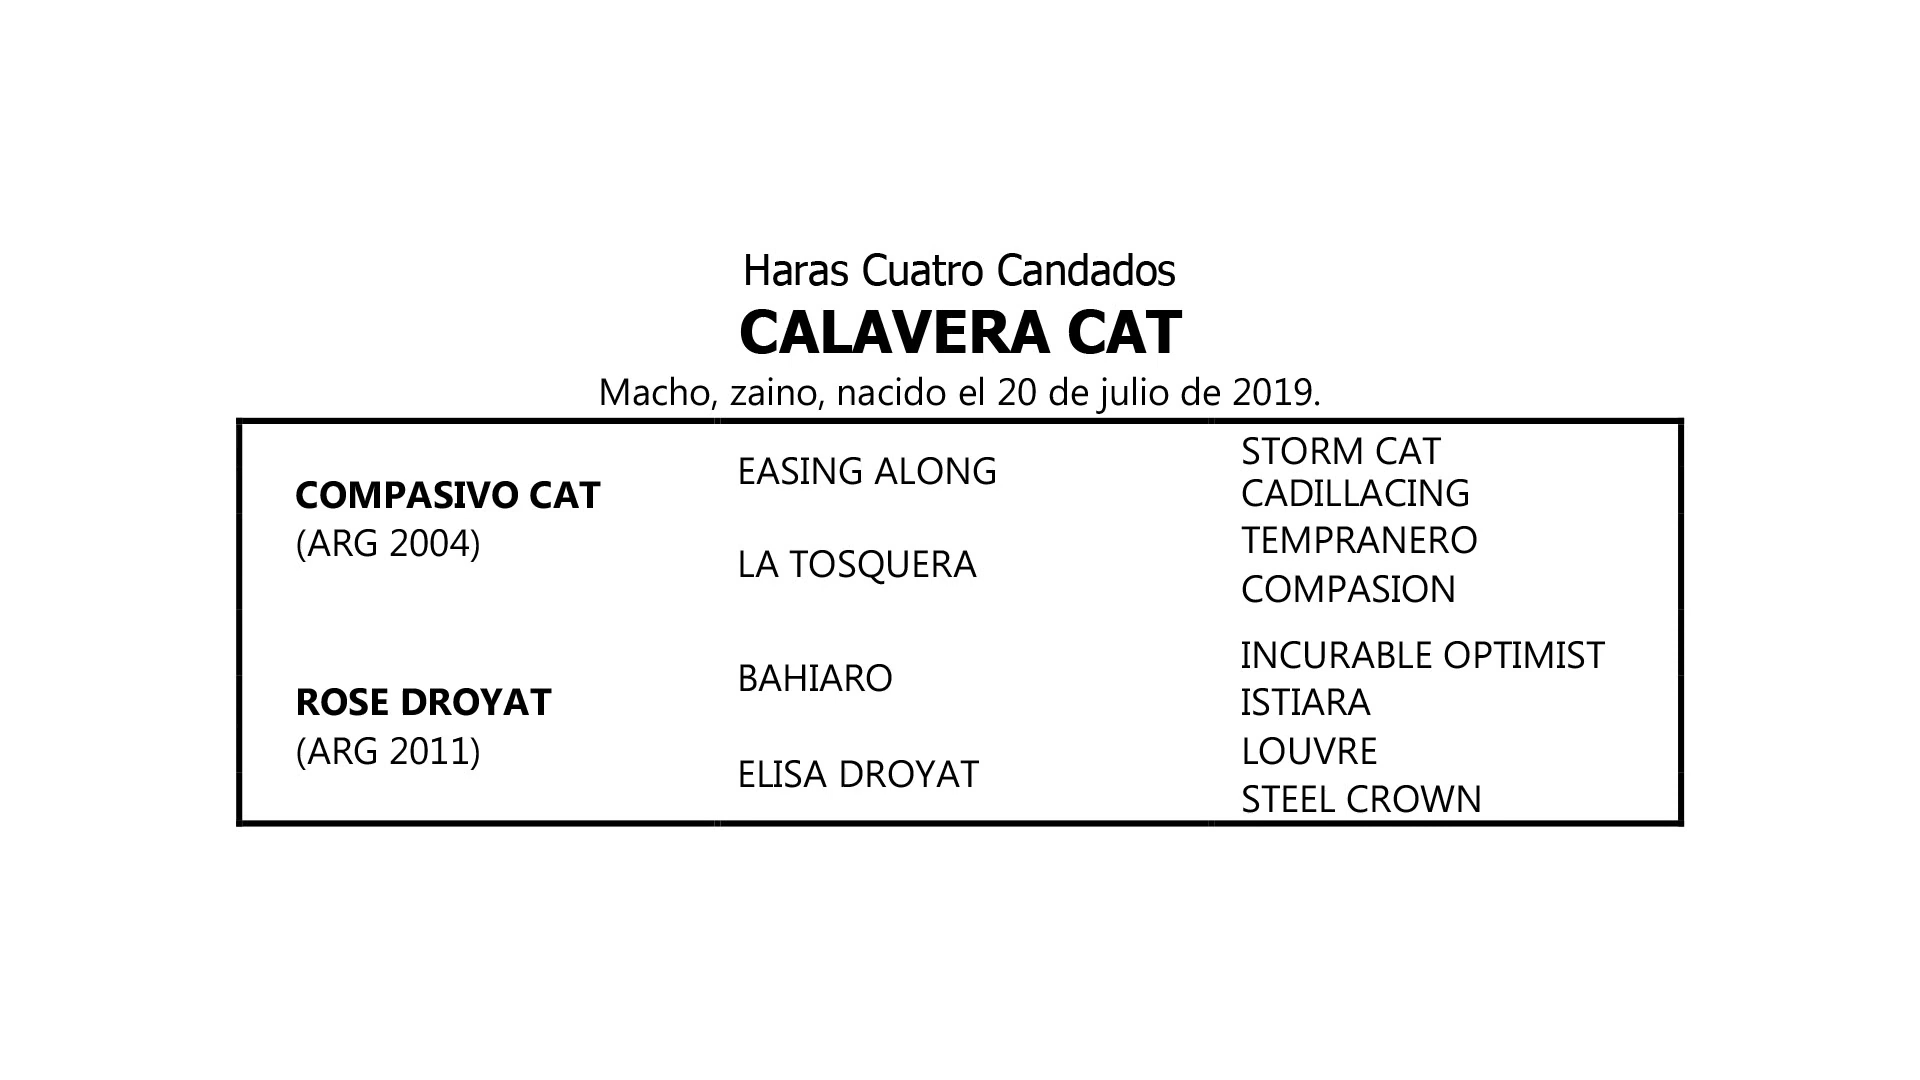 Haras Cuatro Candados
CALAVERA CAT
Macho, zaino, nacido el 20 de julio de 2019.
COMPASIVO CAT
(ARG 2004)
EASING ALONG
LA TOSQUERA
STORM CAT
CADILLACING
TEMPRANERO
COMPASION
ROSE DROYAT
(ARG 2011)
BAHIARO
ELISA DROYAT
INCURABLE OPTIMIST
ISTIARA
LOUVRE
STEEL CROWN